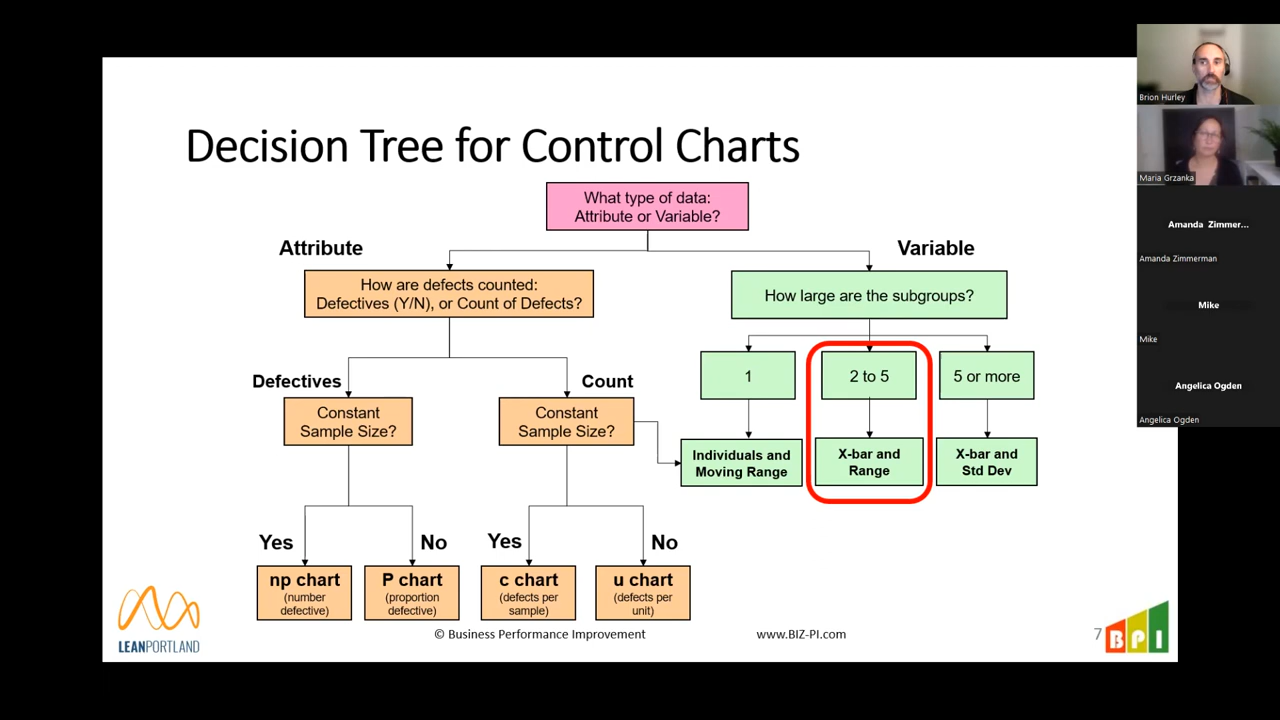 Decision Tree for Control Charts
What type of data:
Attribute or Variable?
Attribute
Variable
How are defects counted:
Defectives (Y/N), or Count of Defects?
How large are the subgroups?
1
2 to 5
5 or more
Defectives
Count
Constant
Sample Size?
Constant
Sample Size?
Individuals and
Moving Range
X-bar and
Range
X-bar and
Std Dev
Yes
No
Yes
No
np chart
(number
defective)
P chart
(proportion
defective)
c chart
(defects per
sample)
u chart
(defects per
unit)
LEANPORTLAND
© Business Performance Improvement
www.BIZ-PI.com
7
BPI
Brion Hurley
Maria Grzanka
Amanda Zimmer...
Amanda Zimmerman
Mike
Mike
Angelica Ogden
Angelica Ogden